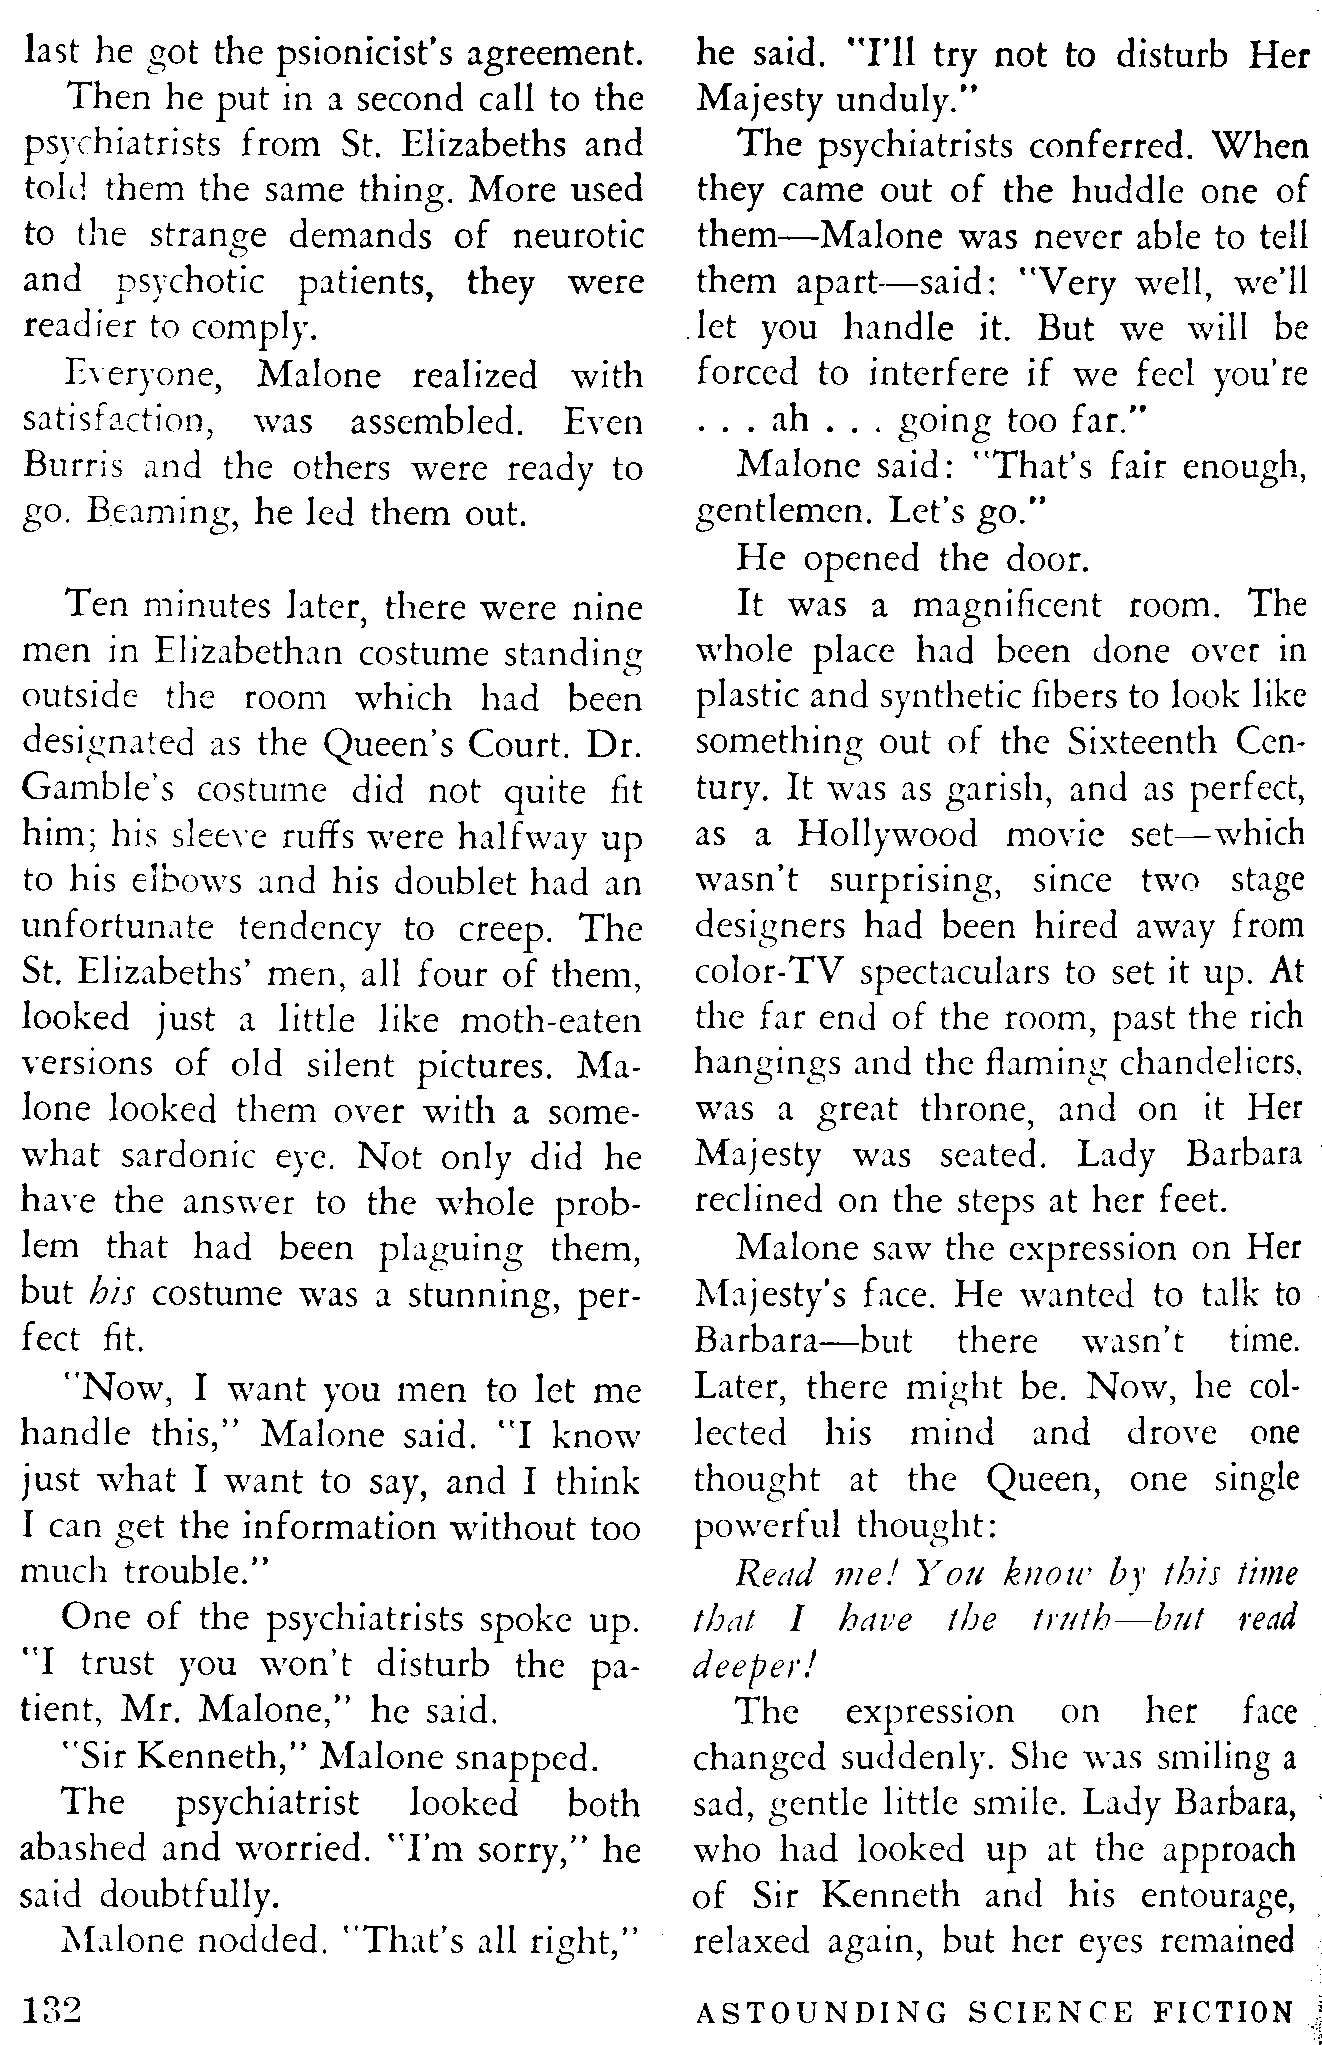 last he got the psionicist's agreement.
Then he put in a second call to the
psychiatrists from St. Elizabeths and
told them the same thing. More used
to the strange demands of neurotic
and psychotic patients, they were
readier to comply.
Everyone, Malone realized with
satisfaction, was assembled. Even
Burris and the others were ready to
go. Beaming, he led them out.
Ten minutes later, there were nine
men in Elizabethan costume standing
outside the room which had been
designated as the Queen's Court. Dr.
Gamble's costume did not quite fit
him; his sleeve ruffs were halfway up
to his elbows and his doublet had an
unfortunate tendency to creep. The
St. Elizabeths' men, all four of them,
looked just a little like moth-eaten
versions of old silent pictures. Ma-
lone looked them over with a some-
what sardonic eye. Not only did he
have the answer to the whole prob-
lem that had been plaguing them,
but his costume was a stunning, per-
fect fit.
"Now, I want you men to let me
handle this," Malone said. "I know
just what I want to say, and I think
I can get the information without too
much trouble."
One of the psychiatrists spoke up.
"I trust you won't disturb the pa-
tient, Mr. Malone," he said.
"Sir Kenneth," Malone snapped.
The psychiatrist looked both
abashed and worried. "I'm sorry," he
said doubtfully.
Malone nodded. "That's all right,"
he said. "I'll try not to disturb Her
Majesty unduly."
The psychiatrists conferred. When
they came out of the huddle one of
them—Malone was never able to tell
them apart—said: "Very well, we'll
let you handle it. But we will be
forced to interfere if we feel you're
. . . ah . . . going too far."
Malone said: "That's fair enough,
gentlemen. Let's go."
He opened the door.
It was a magnificent room. The
whole place had been done over in
plastic and synthetic fibers to look like
something out of the Sixteenth Cen-
tury. It was as garish, and as perfect,
as a Hollywood movie set—which
wasn't surprising, since two stage
designers had been hired away from
color-TV spectaculars to set it up. At
the far end of the room, past the rich
hangings and the flaming chandeliers,
was a great throne, and on it Her
Majesty was seated. Lady Barbara
reclined on the steps at her feet.
Malone saw the expression on Her
Majesty's face. He wanted to talk to
Barbara—but there wasn't time.
Later, there might be. Now, he col-
lected his mind and drove one
thought at the Queen, one single
powerful thought:
Read me! You know by this time
that I have the truth—but read
deeper!
The expression on her face
changed suddenly. She was smiling a
sad, gentle little smile. Lady Barbara,
who had looked up at the approach
of Sir Kenneth and his entourage,
relaxed again, but her eyes remained
132
ASTOUNDING SCIENCE FICTION